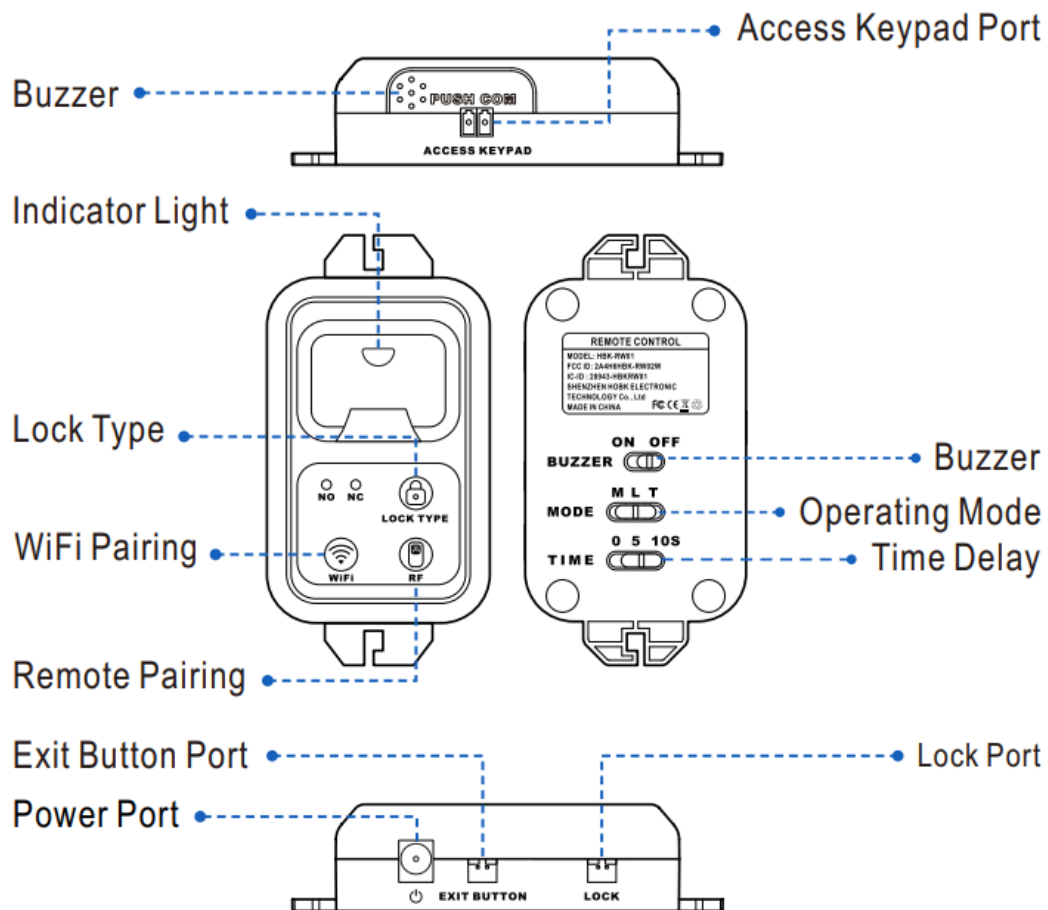 Access Keypad Port
Buzzer
PUSH COM
ACCESS KEYPAD
Indicator Light
REMOTE CONTROL
MODEL: HBK-RW01
FCC ID: 2A4H6HBK-RW02W
IC-ID : 28943-HBKRW01
SHENZHEN HOBK ELECTRONIC
TECHNOLOGY Co., Ltd
MADE IN CHINA FC CE
Lock Type
ON OFF
BUZZER
Buzzer
NO NC
LOCK TYPE
M L T
MODE
Operating Mode
WiFi Pairing
0 5 10S
TIME
Time Delay
WiFi
RF
Remote Pairing
Exit Button Port
Lock Port
Power Port
EXIT BUTTON
LOCK